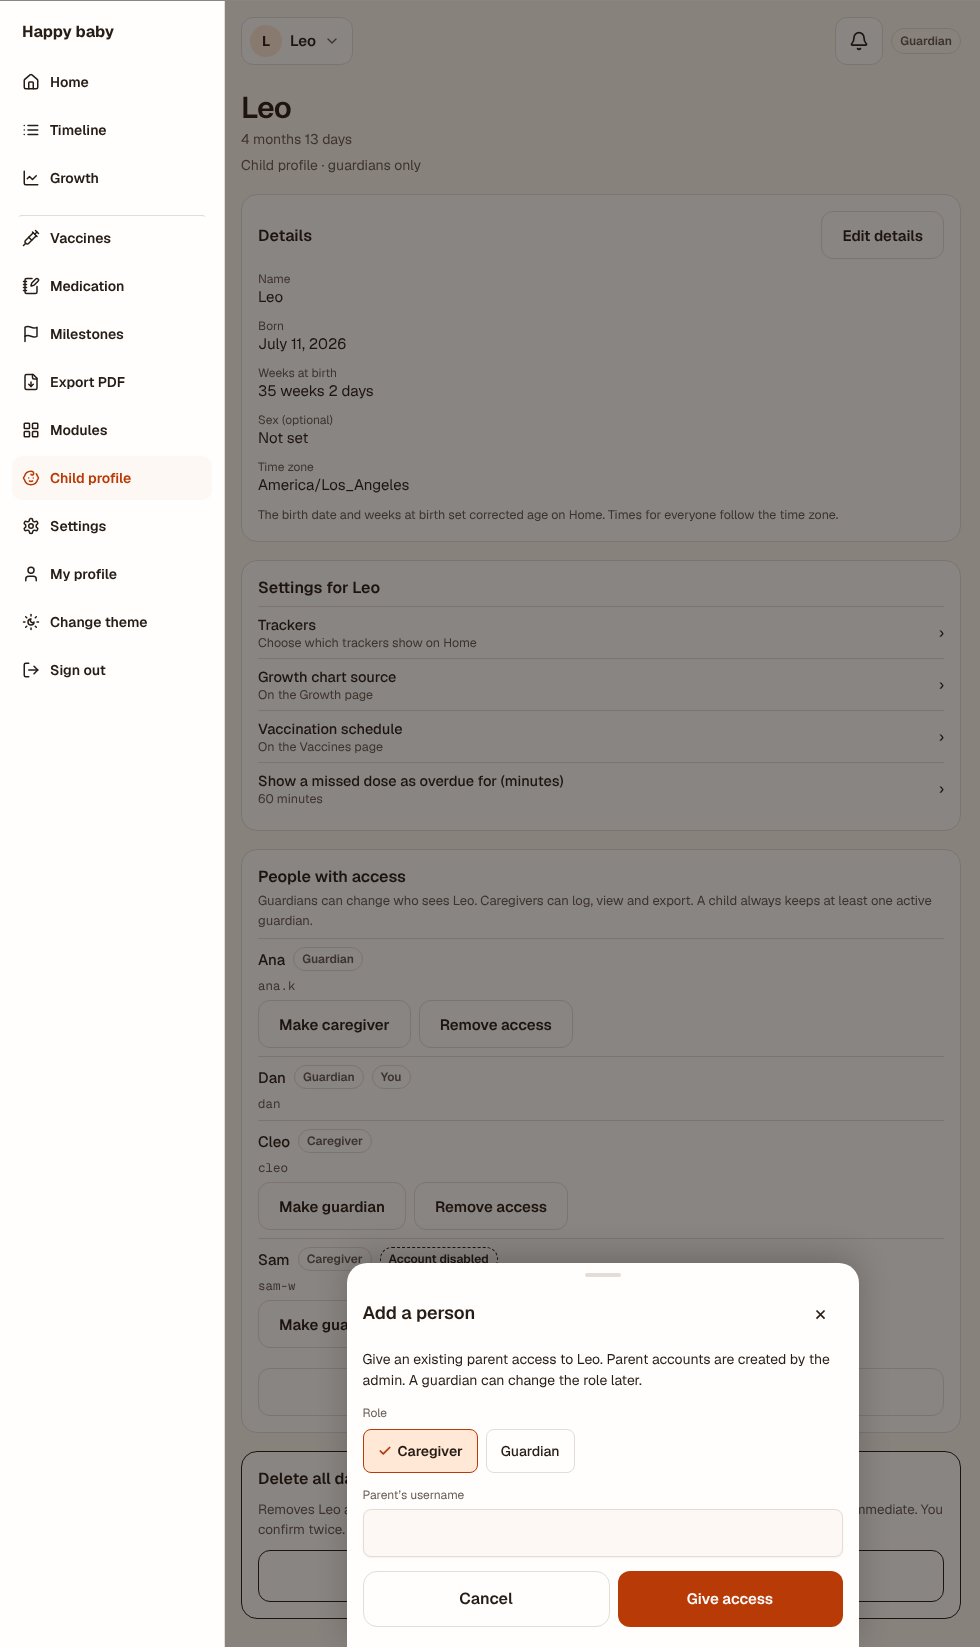 Happy baby
Home
Timeline
Growth
Vaccines
Medication
Milestones
Export PDF
Modules
Child profile
Settings
My profile
Change theme
Sign out
L Leo
Guardian
Leo
4 months 13 days
Child profile · guardians only
Details
Edit details
Name
Leo
Born
July 11, 2026
Weeks at birth
35 weeks 2 days
Sex (optional)
Not set
Time zone
America/Los_Angeles
The birth date and weeks at birth set corrected age on Home. Times for everyone follow the time zone.
Settings for Leo
Trackers
Choose which trackers show on Home
Growth chart source
On the Growth page
Vaccination schedule
On the Vaccines page
Show a missed dose as overdue for (minutes)
60 minutes
People with access
Guardians can change who sees Leo. Caregivers can log, view and export. A child always keeps at least one active
guardian.
Ana Guardian
ana.k
Make caregiver Remove access
Dan Guardian You
dan
Cleo Caregiver
cleo
Make guardian Remove access
Sam Caregiver Account disabled
sam-w
Make gua
Delete all da
Removes Leo a
mmediate. You
confirm twice.
Add a person
Give an existing parent access to Leo. Parent accounts are created by the
admin. A guardian can change the role later.
Role
Caregiver Guardian
Parent's username
Cancel Give access